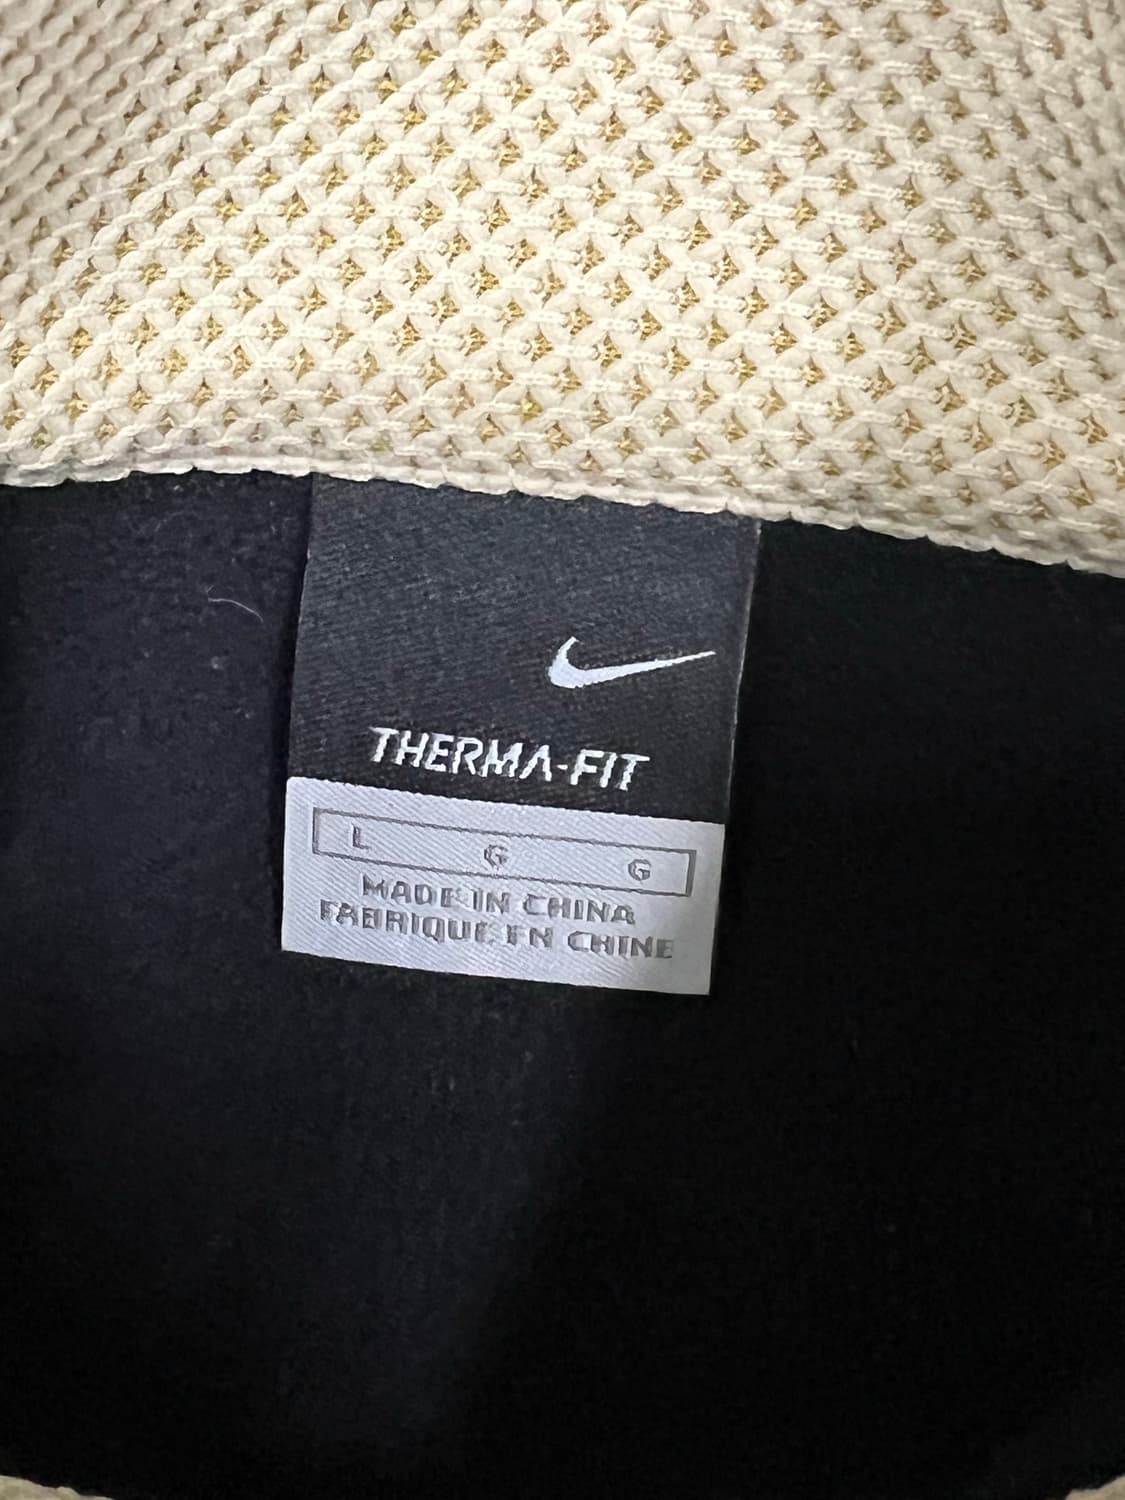 THERMA-FIT
L G G
MADE IN CHINA
FABRIQUE EN CHINE